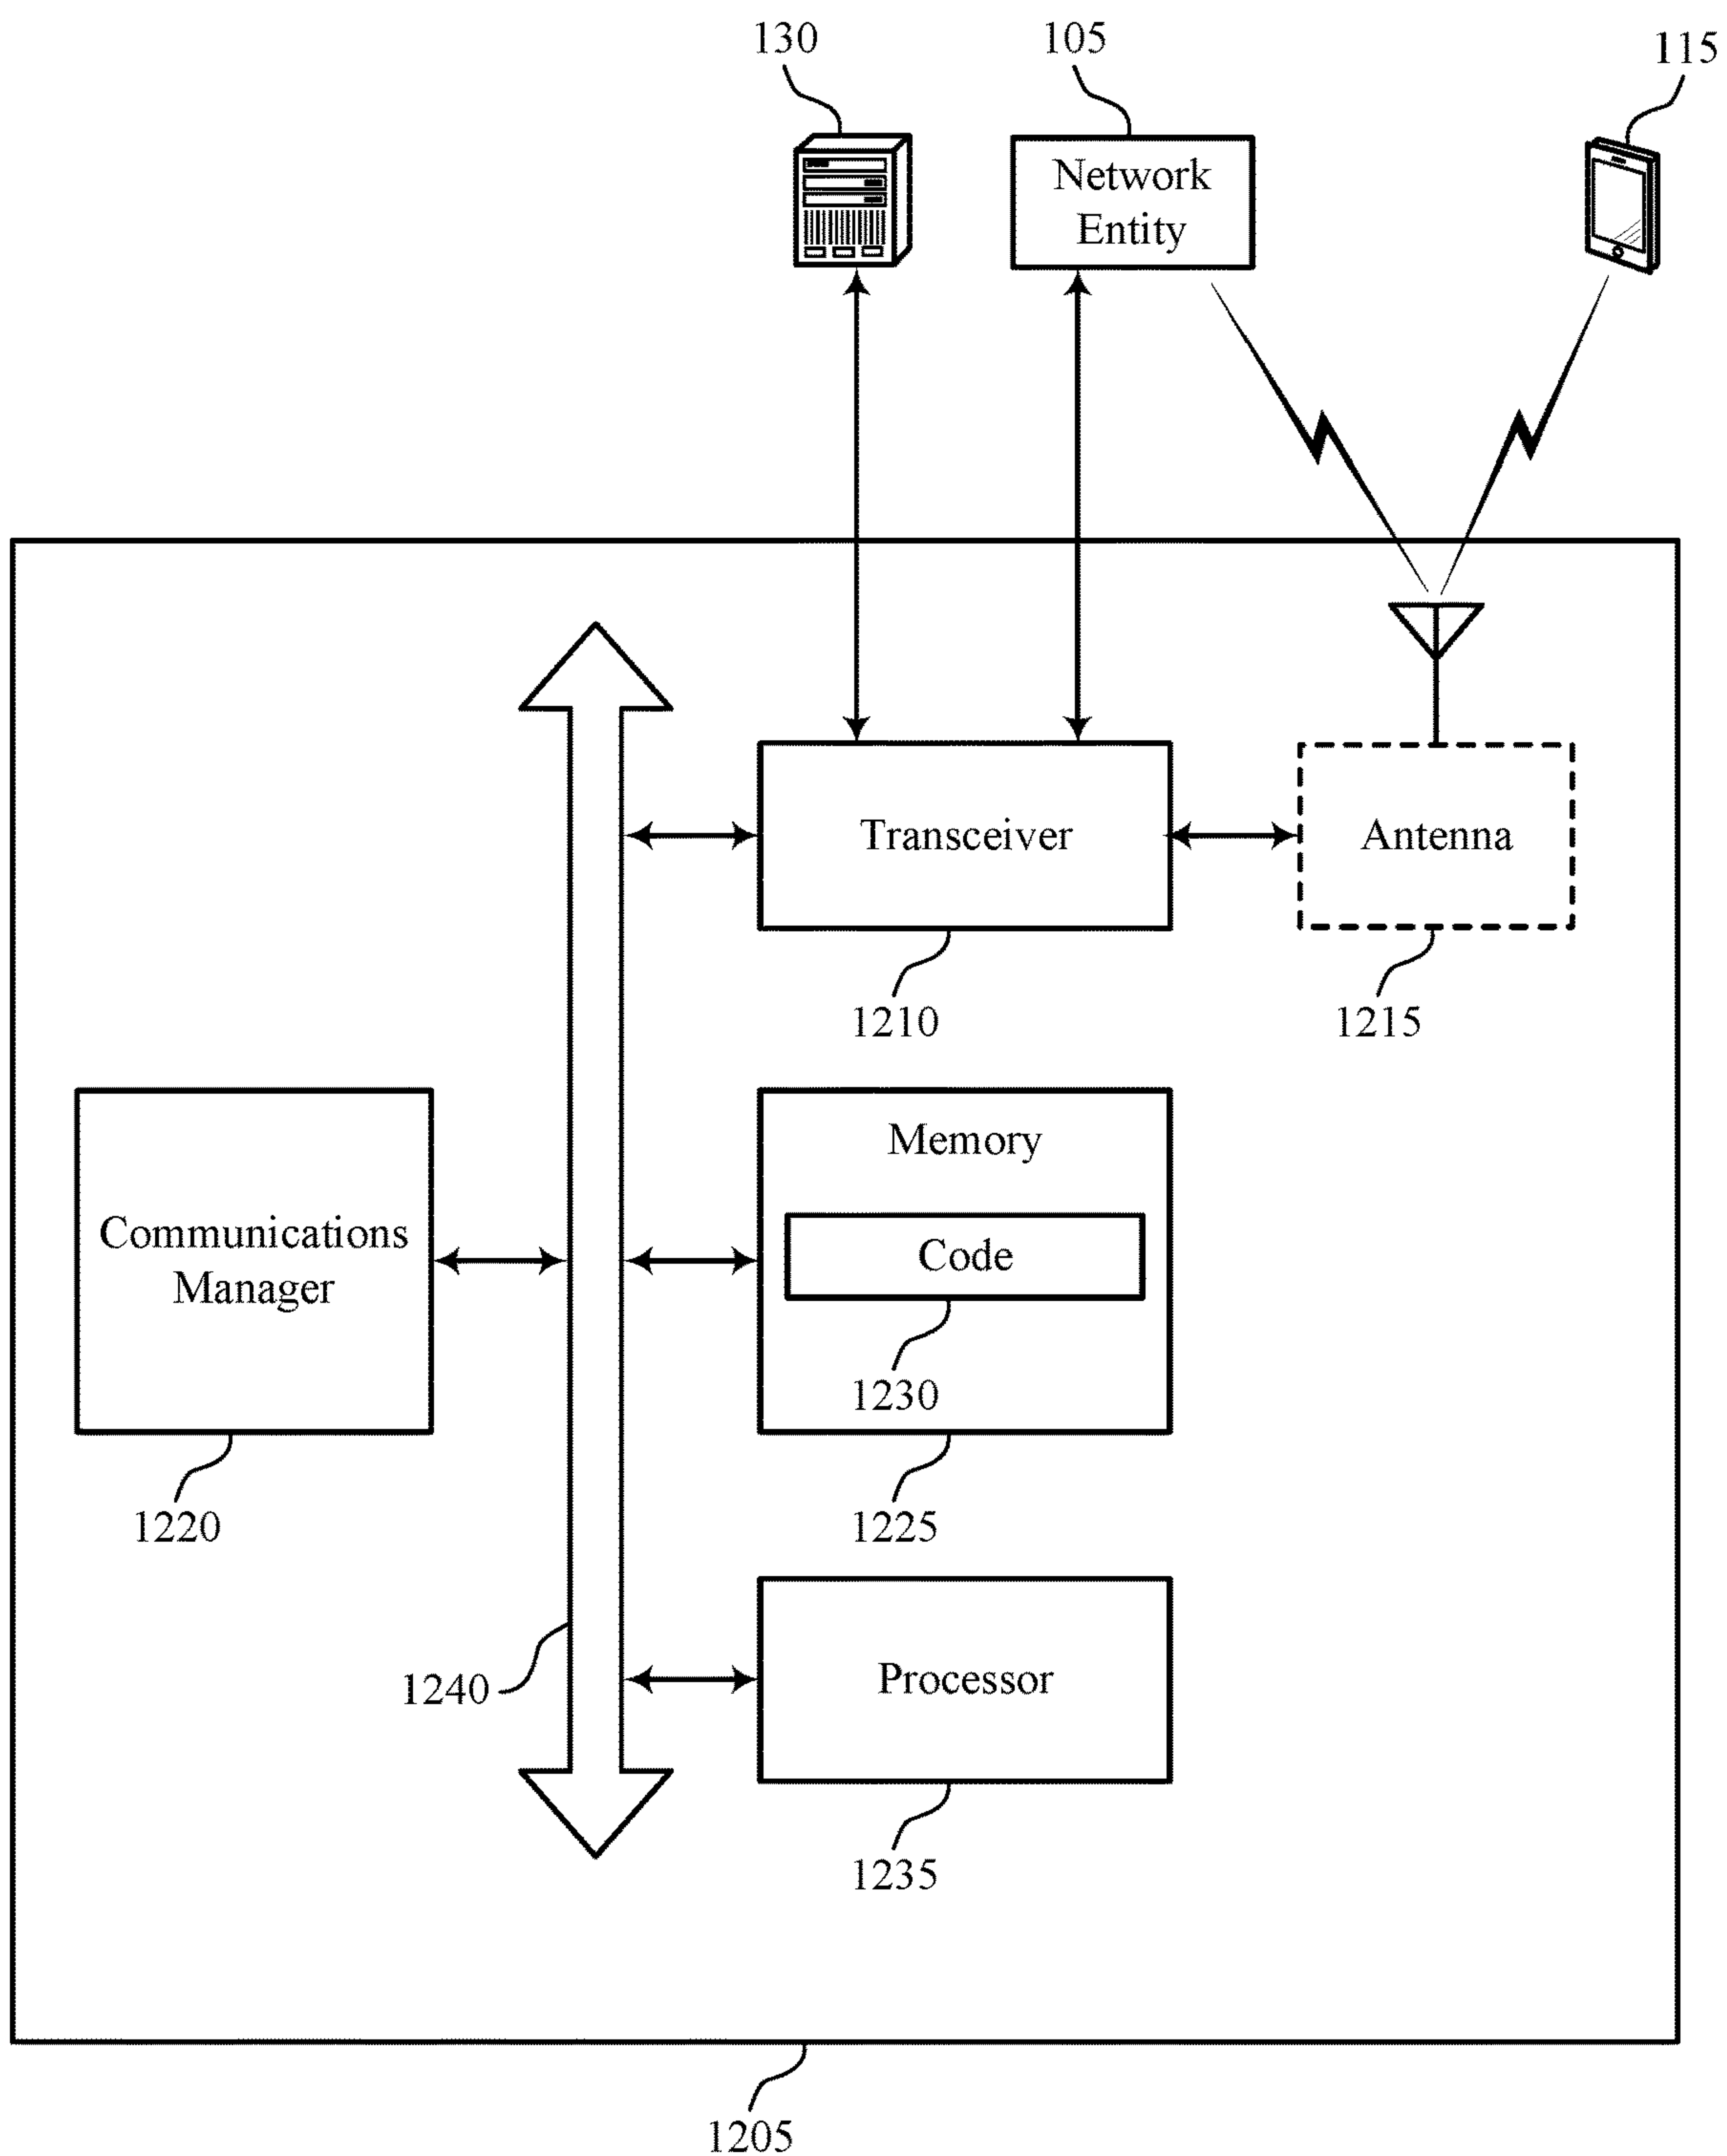 130
105
115
Network
Entity
Transceiver
Antenna
1210
1215
Memory
Communications
Manager
Code
1230
1220
1225
1240
Processor
1235
1205